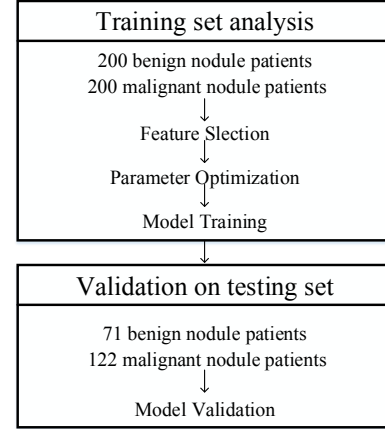 Training set analysis
200 benign nodule patients
200 malignant nodule patients
Feature Slection
Parameter Optimization
Model Training
Validation on testing set
71 benign nodule patients
122 malignant nodule patients
Model Validation